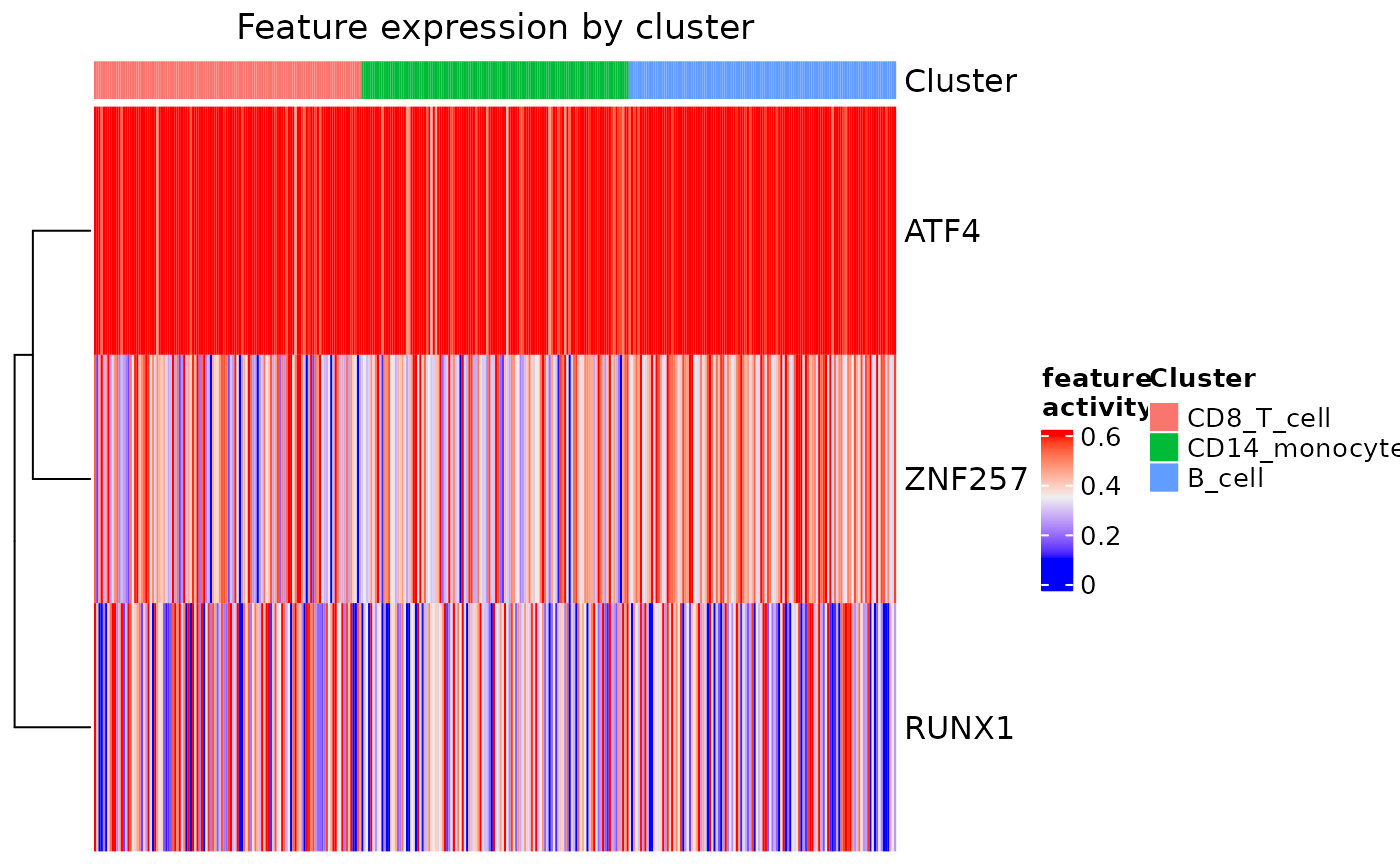 Feature expression by cluster
Cluster
ATF4
ZNF257
RUNX1
feature
activity
0.6
0.4
0.2
0
Cluster
CD8_T_cell
CD14_monocyte
B_cell